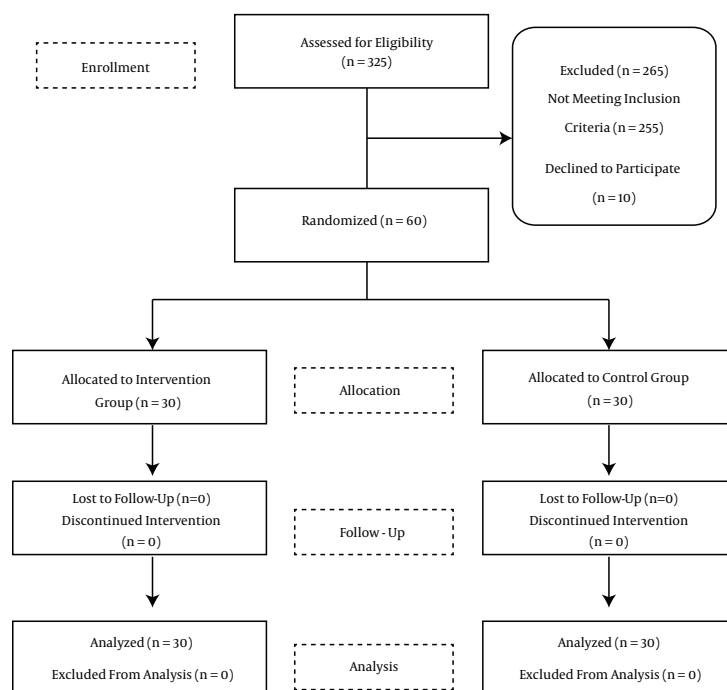 Enrollment
Assessed for Eligibility
(n = 325)
Excluded (n = 265)
Not Meeting Inclusion
Criteria (n = 255)
Declined to Participate
(n = 10)
Randomized (n = 60)
Allocated to Intervention
Group (n = 30)
Allocation
Allocated to Control Group
(n = 30)
Lost to Follow-Up (n=0)
Discontinued Intervention
(n = 0)
Follow - Up
Lost to Follow-Up (n=0)
Discontinued Intervention
(n = 0)
Analyzed (n = 30)
Excluded From Analysis (n = 0)
Analysis
Analyzed (n = 30)
Excluded From Analysis (n = 0)